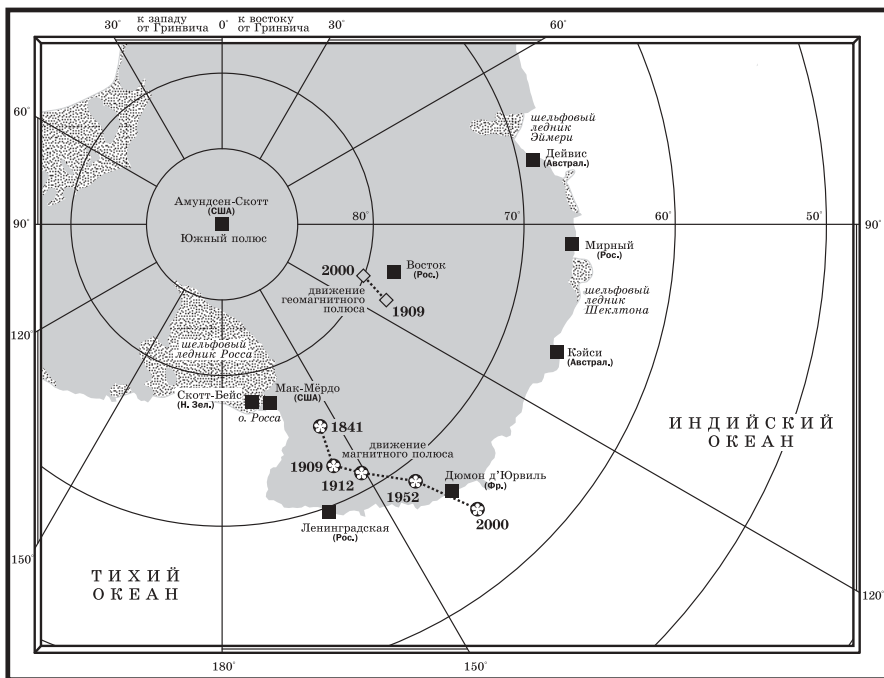 к западу
от Гринвича
к востоку
от Гринвича
30°
0°
30°
60°
60°
шельфовый
ледник
Эймери
Дейвис
(Австрал.)
Амундсен-Скотт
(США)
Южный полюс
90°
80°
70°
60°
50°
90°
Мирный
(Рос.)
Восток
(Рос.)
2000
движение
геомагнитного
полюса
1909
шельфовый
ледник
Шеклтона
120°
шельфовый
ледник Росса
Кэйси
(Австрал.)
Скотт-Бейс
(Н. Зел.)
Мак-Мёрдо
(США)
о. Росса
1841
движение
магнитного полюса
ИНДИЙСКИЙ
ОКЕАН
1909
1912
1952
Дюмон д’Юрвиль
(Фр.)
2000
Ленинградская
(Рос.)
150°
ТИХИЙ
ОКЕАН
120°
180°
150°